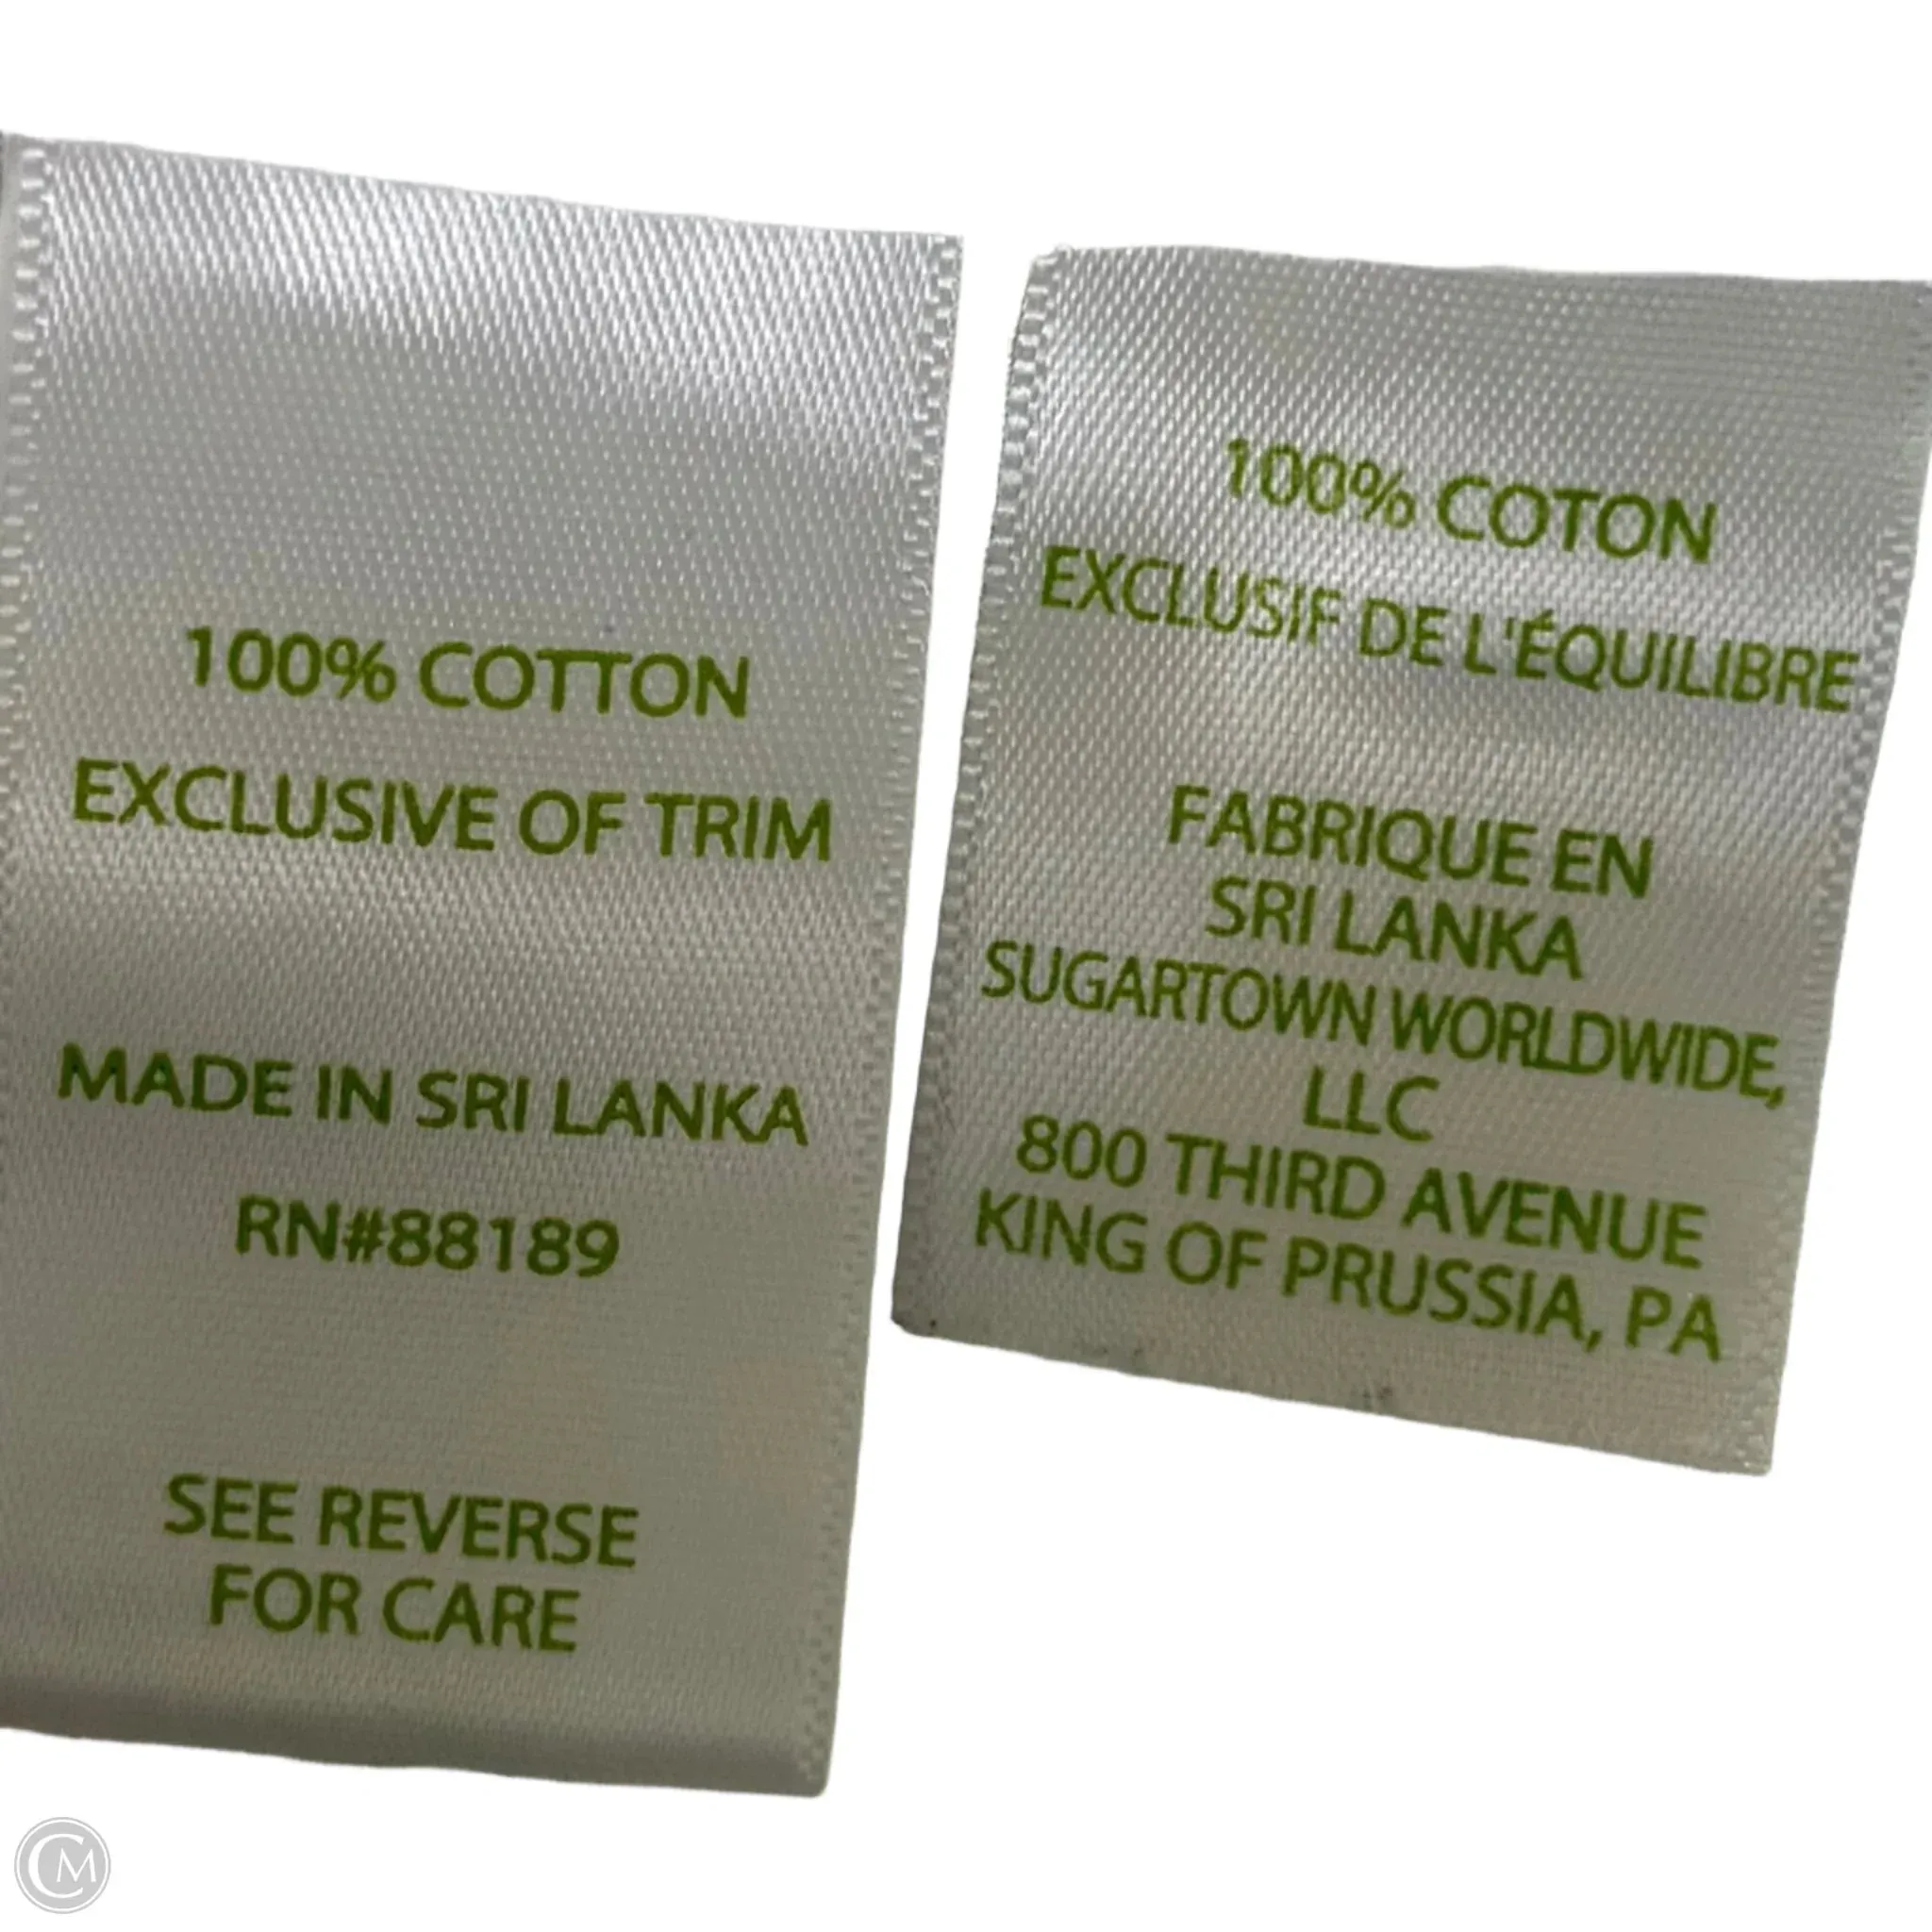 100% COTTON
EXCLUSIVE OF TRIM
MADE IN SRI LANKA
RN#88189
SEE REVERSE
FOR CARE
100% COTON
EXCLUSIF DE L'ÉQUILIBRE
FABRIQUE EN
SRI LANKA
SUGARTOWN WORLDWIDE,
LLC
800 THIRD AVENUE
KING OF PRUSSIA, PA
CM